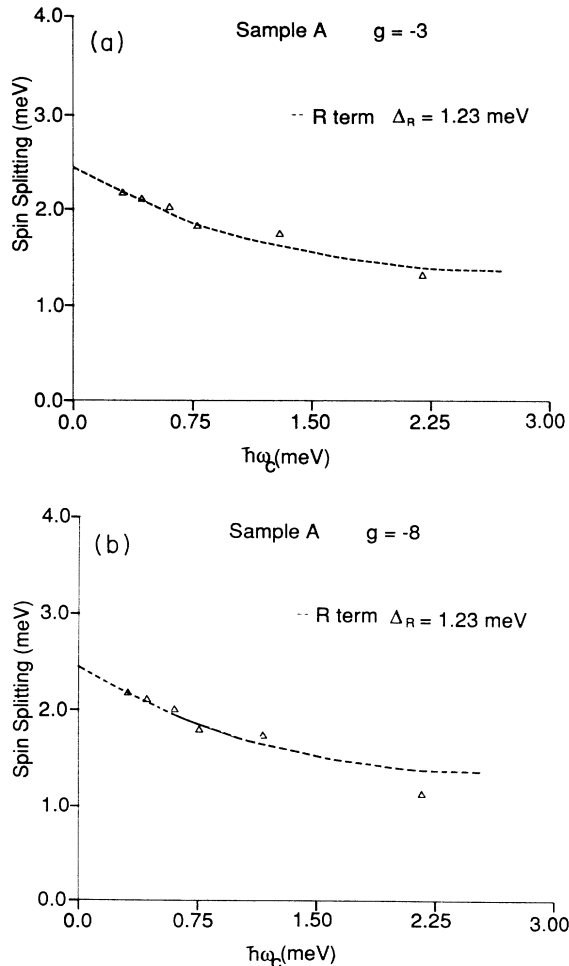 (a)
Sample A g = -3
-- R term Δ_R = 1.23 meV
4.0
3.0
2.0
1.0
0.0
Spin Splitting (meV)
0.0 0.75 1.50 2.25 3.00
ħω_c(meV)
(b)
Sample A g = -8
-- R term Δ_R = 1.23 meV
4.0
3.0
2.0
1.0
0.0
Spin Splitting (meV)
0.0 0.75 1.50 2.25 3.00
ħω_c(meV)